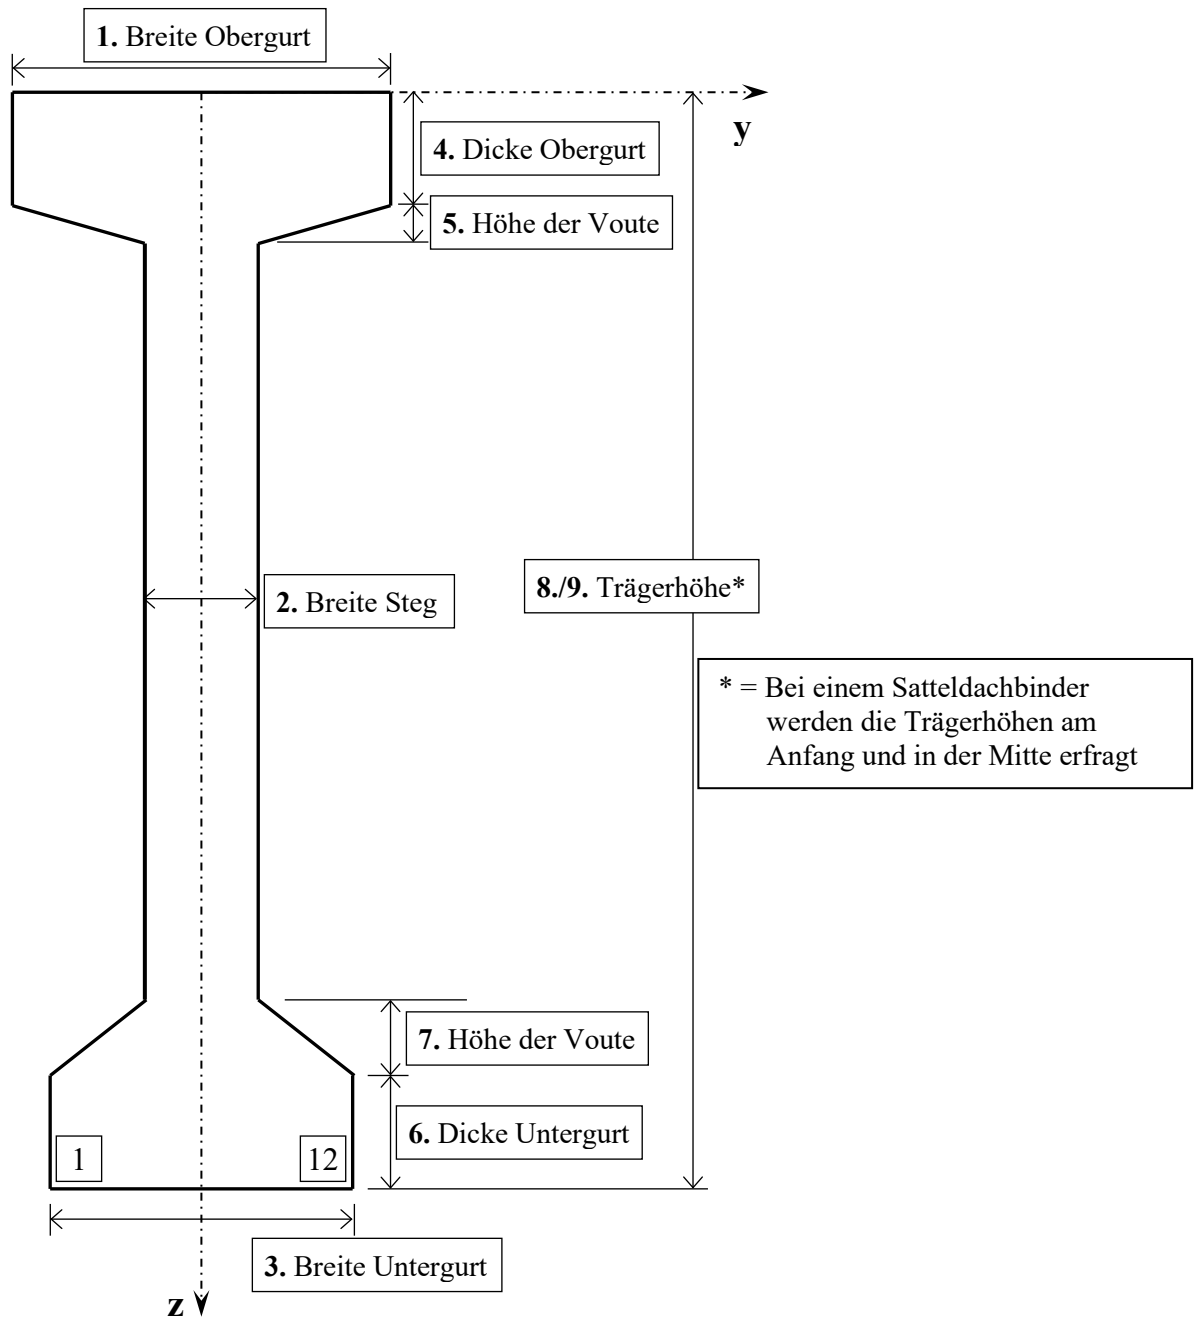 1. Breite Obergurt
y
4. Dicke Obergurt
5. Höhe der Voute
8./9. Trägerhöhe*
2. Breite Steg
* = Bei einem Satteldachbinder
werden die Trägerhöhen am
Anfang und in der Mitte erfragt
7. Höhe der Voute
6. Dicke Untergurt
1
12
3. Breite Untergurt
z